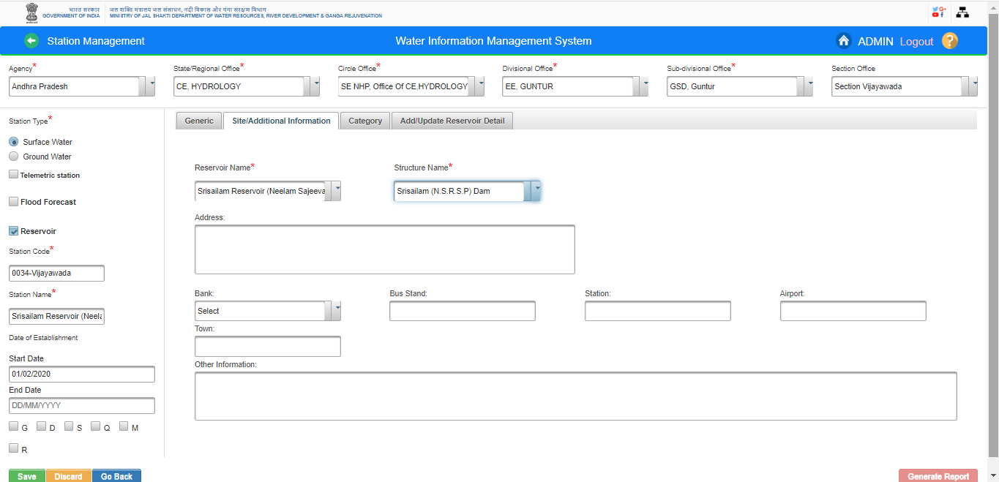 भारत सरकार
GOVERNMENT OF INDIA
जल शक्ति मंत्रालय जल संसाधन, नदी विकास और गंगा संरक्षण विभाग
MINISTRY OF JAL SHAKTI DEPARTMENT OF WATER RESOURCES, RIVER DEVELOPMENT & GANGA REJUVENATION
Station Management
Water Information Management System
ADMIN Logout ?
Agency* State/Regional Office* Circle Office* Divisional Office* Sub-divisional Office* Section Office
Andhra Pradesh CE, HYDROLOGY SE NHP, Office Of CE,HYDROLOGY EE, GUNTUR GSD, Guntur Section Vijayawada
Station Type*
Surface Water
Ground Water
Telemetric station
Flood Forecast
Reservoir
Station Code*
0034-Vijayawada
Station Name*
Srisailam Reservoir (Neela
Date of Establishment
Start Date
01/02/2020
End Date
DD/MM/YYYY
G D S Q M
R
Generic Site/Additional Information Category Add/Update Reservoir Detail
Reservoir Name* Structure Name*
Srisailam Reservoir (Neelam Sajeeva Srisailam (N.S.R.S.P) Dam
Address:
Bank: Bus Stand: Station: Airport:
Select
Town:
Other Information:
Save Discard Go Back Generate Report